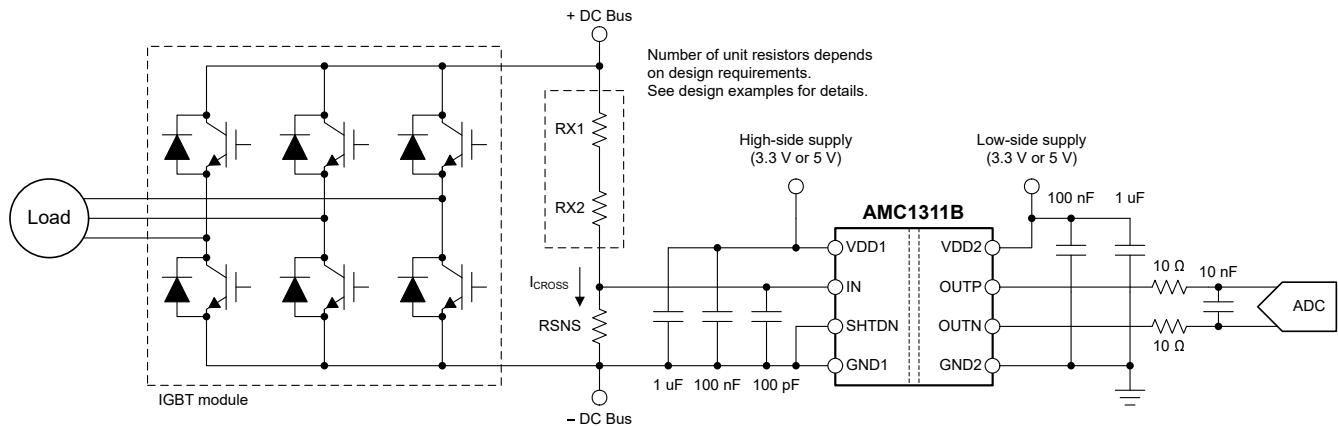 + DC Bus
Number of unit resistors depends
on design requirements.
See design examples for details.
RX1
High-side supply
(3.3 V or 5 V)
Low-side supply
(3.3 V or 5 V)
100 nF
1 uF
RX2
AMC1311B
Load
VDD1
VDD2
10 Ω
10 nF
ICROSS
IN
OUTP
ADC
RSNS
SHTDN
OUTN
10 Ω
GND1
GND2
1 uF
100 nF
100 pF
IGBT module
– DC Bus